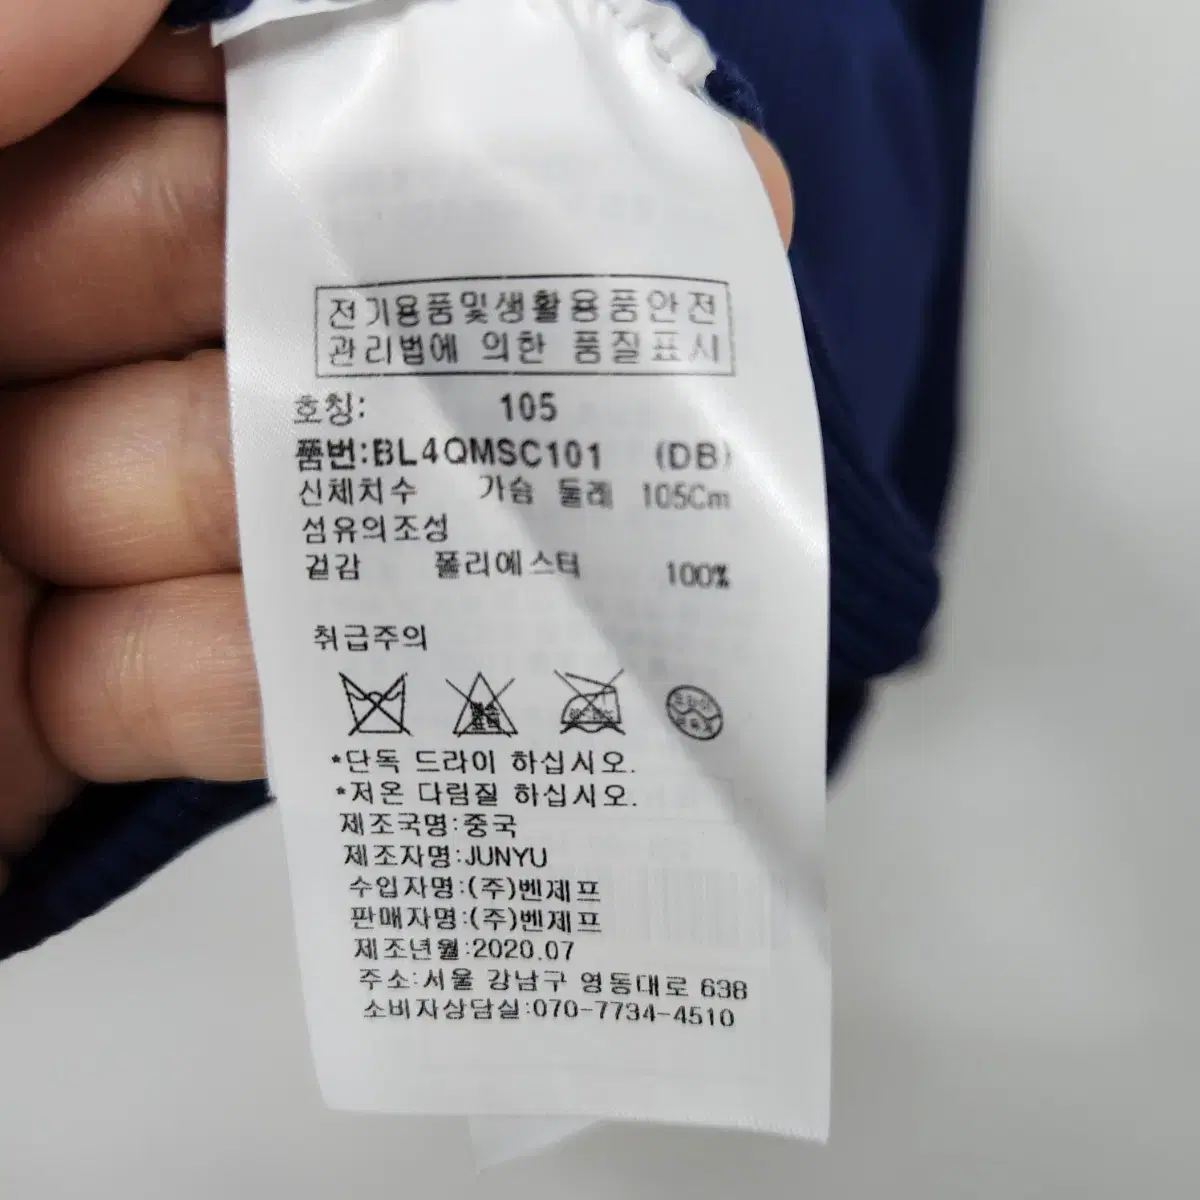 전기용품및생활용품안전
관리법에 의한 품질표시
호칭: 105
품번:BL4QMSC101 (DB)
신체치수 가슴 둘레 105Cm
섬유의조성
겉감 폴리에스터 100%
취급주의
드라이
*단독 드라이 하십시오.
*저온 다림질 하십시오.
제조국명:중국
제조자명:JUNYU
수입자명:(주)벤제프
판매자명:(주)벤제프
제조년월:2020.07
주소:서울 강남구 영동대로 638
소비자상담실:070-7734-4510